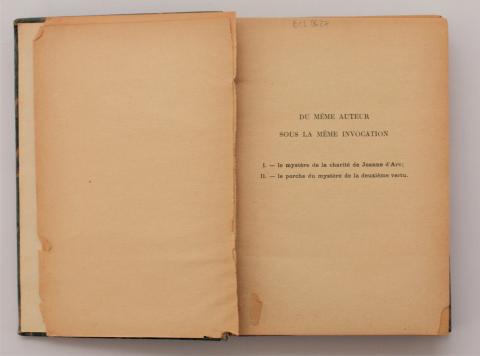 DU MÊME AUTEUR
SOUS LA MÊME INVOCATION
I. — le mystère de la charité de Jeanne d'Arc;
II. — le porche du mystère de la deuxième vertu.